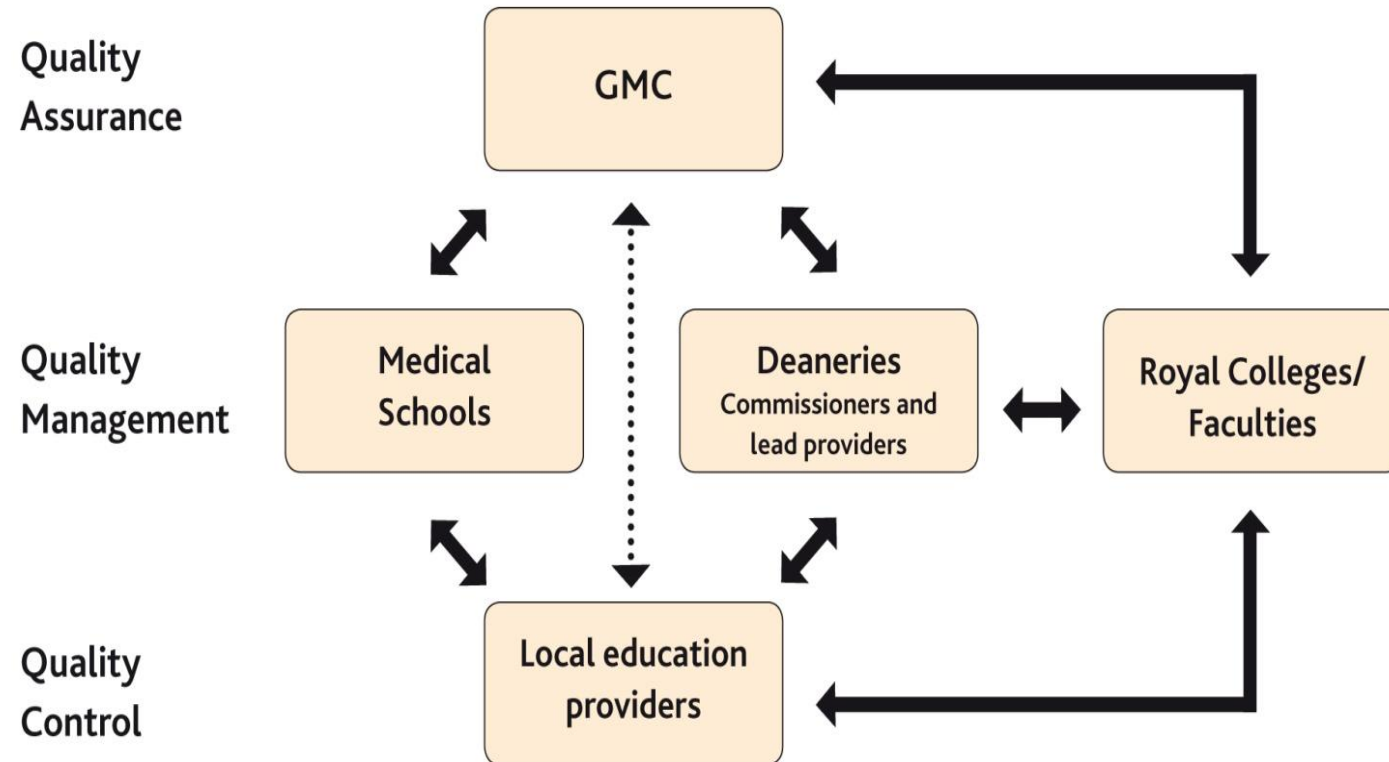 Quality
Assurance
GMC
Quality
Management
Medical
Schools
Deaneries
Commissioners and
lead providers
Royal Colleges/
Faculties
Quality
Control
Local education
providers